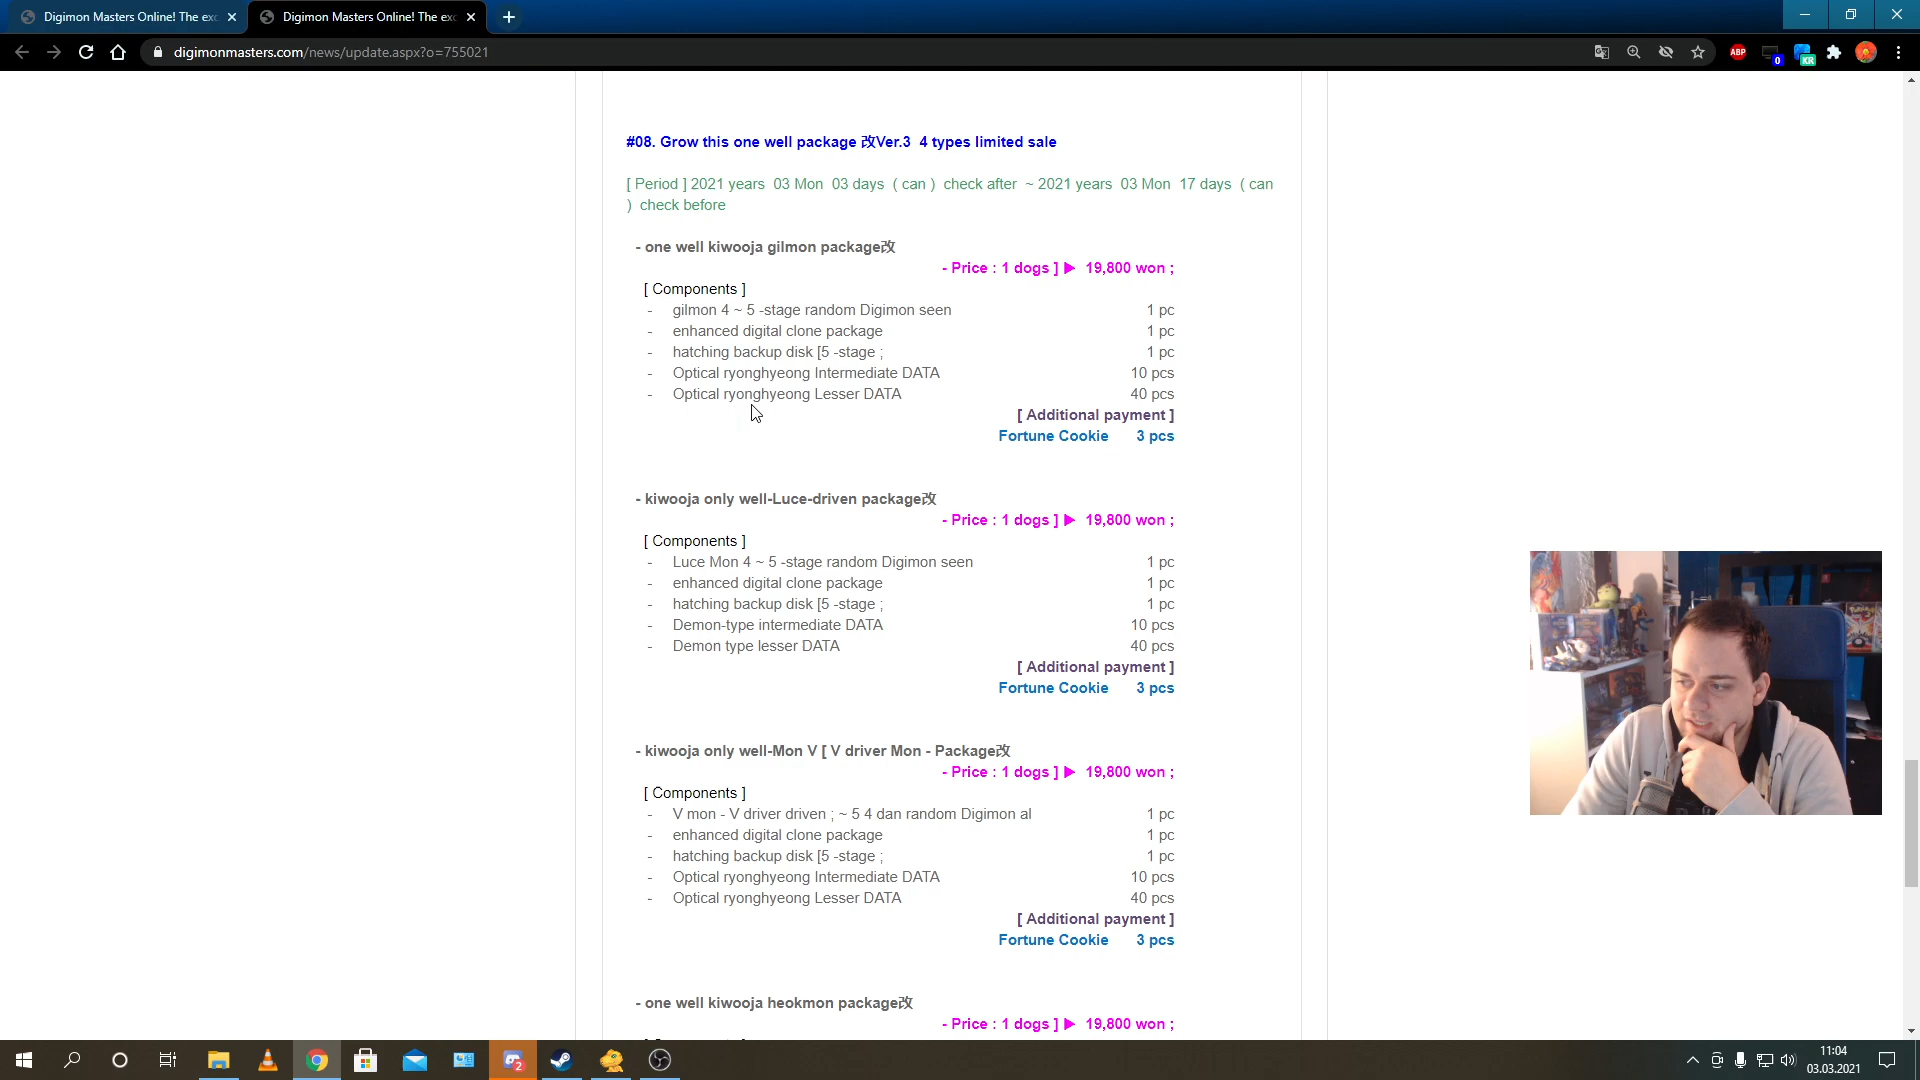 Digimon Masters Online! The exc
Digimon Masters Online! The exc
digimonmasters.com/news/update.aspx?o=755021
ABP
0
KR
#08. Grow this one well package 改Ver.3 4 types limited sale
[ Period ] 2021 years 03 Mon 03 days ( can ) check after ~ 2021 years 03 Mon 17 days ( can
) check before
- one well kiwooja gilmon package改
- Price : 1 dogs ] ▶ 19,800 won ;
[ Components ]
- gilmon 4 ~ 5 -stage random Digimon seen 1 pc
- enhanced digital clone package 1 pc
- hatching backup disk [5 -stage ; 1 pc
- Optical ryonghyeong Intermediate DATA 10 pcs
- Optical ryonghyeong Lesser DATA 40 pcs
[ Additional payment ]
Fortune Cookie 3 pcs
- kiwooja only well-Luce-driven package改
- Price : 1 dogs ] ▶ 19,800 won ;
[ Components ]
- Luce Mon 4 ~ 5 -stage random Digimon seen 1 pc
- enhanced digital clone package 1 pc
- hatching backup disk [5 -stage ; 1 pc
- Demon-type intermediate DATA 10 pcs
- Demon type lesser DATA 40 pcs
[ Additional payment ]
Fortune Cookie 3 pcs
- kiwooja only well-Mon V [ V driver Mon - Package改
- Price : 1 dogs ] ▶ 19,800 won ;
[ Components ]
- V mon - V driver driven ; ~ 5 4 dan random Digimon al 1 pc
- enhanced digital clone package 1 pc
- hatching backup disk [5 -stage ; 1 pc
- Optical ryonghyeong Intermediate DATA 10 pcs
- Optical ryonghyeong Lesser DATA 40 pcs
[ Additional payment ]
Fortune Cookie 3 pcs
- one well kiwooja heokmon package改
- Price : 1 dogs ] ▶ 19,800 won ;
2
11:04
03.03.2021